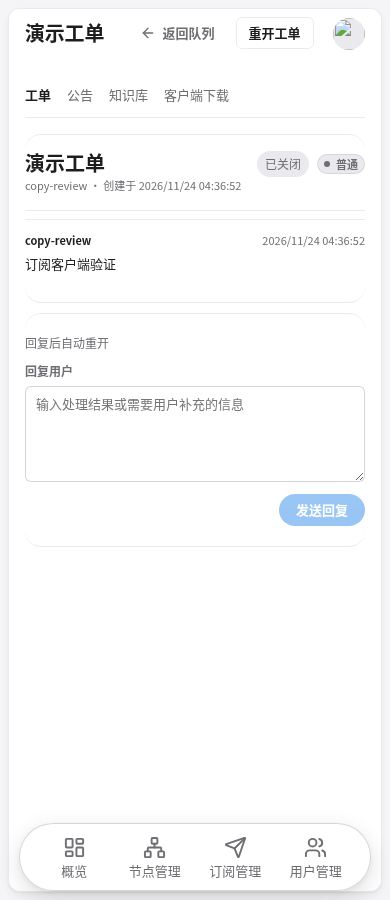 演示工单
返回队列
重开工单
工单 公告 知识库 客户端下载
演示工单
已关闭
普通
copy-review · 创建于 2026/11/24 04:36:52
copy-review 2026/11/24 04:36:52
订阅客户端验证
回复后自动重开
回复用户
输入处理结果或需要用户补充的信息
发送回复
概览 节点管理 订阅管理 用户管理